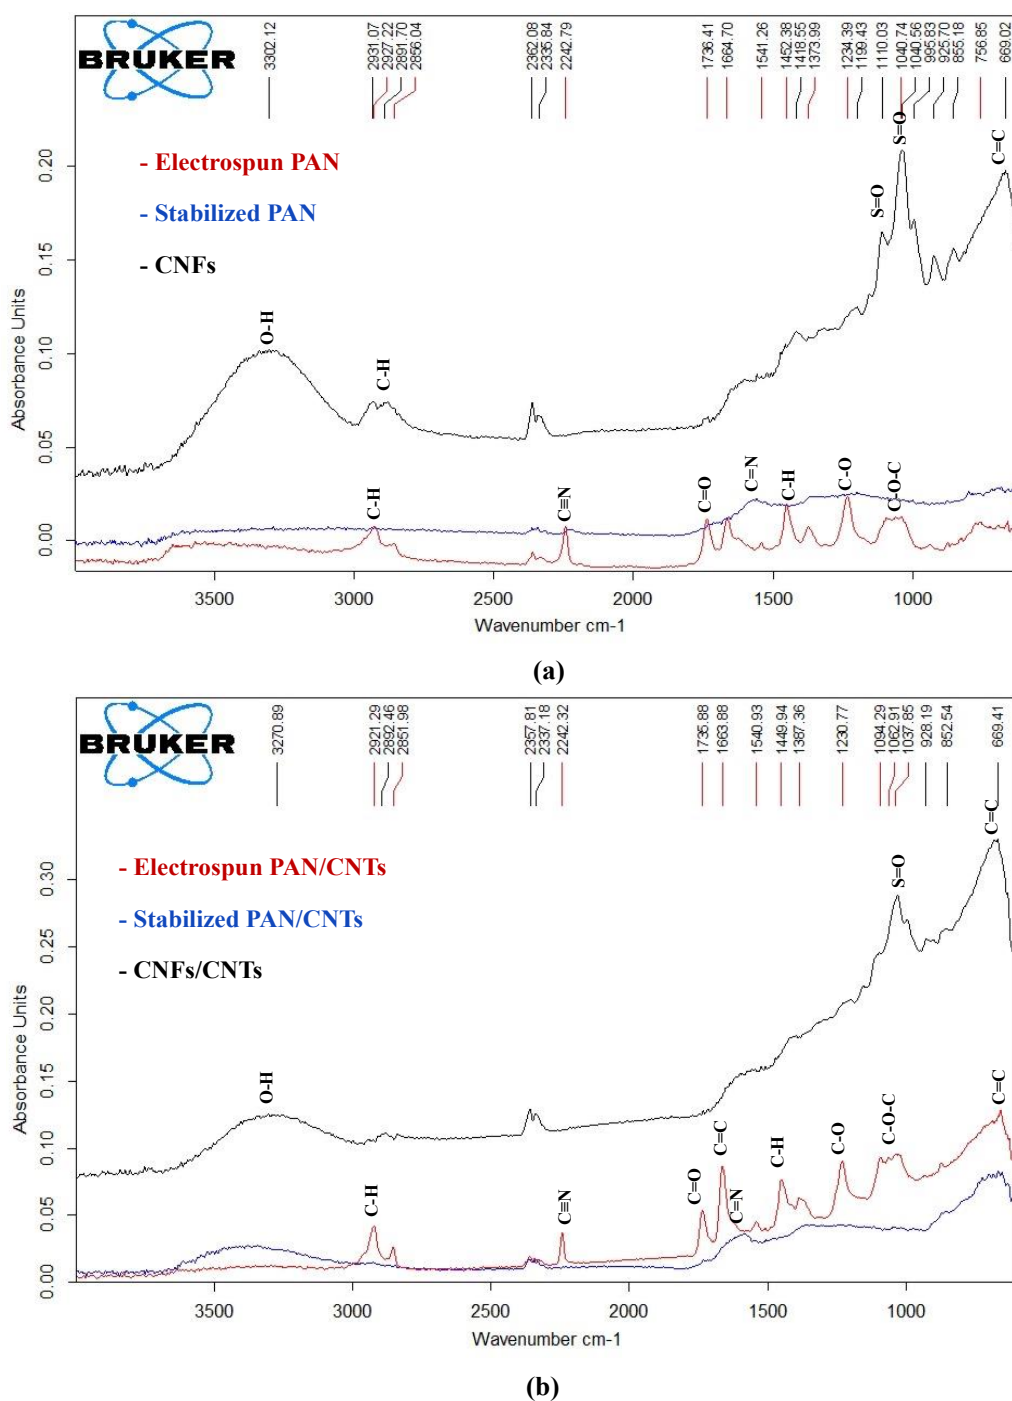 BRUKER
3302.12
2931.07
2927.22
2891.70
2856.04
2362.08
2335.84
2242.79
1736.41
1664.70
1541.26
1452.38
1418.55
1373.99
1234.39
1199.43
1110.03
1040.74
1040.56
995.83
925.70
855.18
756.85
669.02
- Electrospun PAN
- Stabilized PAN
- CNFs
O-H
C-H
S=O
S=O
C=C
C-H
C≡N
C=O
C=N
C-H
C-O
C-O-C
Absorbance Units
0.20
0.15
0.10
0.05
0.00
3500 3000 2500 2000 1500 1000
Wavenumber cm-1
(a)
BRUKER
3270.89
2921.29
2892.46
2851.98
2357.81
2337.18
2242.32
1735.88
1663.88
1540.93
1449.94
1387.36
1230.77
1094.29
1062.91
1037.85
928.19
852.54
669.41
- Electrospun PAN/CNTs
- Stabilized PAN/CNTs
- CNFs/CNTs
O-H
S=O
C=C
C-H
C≡N
C=O
C=C
C=N
C-H
C-O
C-O-C
C=C
Absorbance Units
0.30
0.25
0.20
0.15
0.10
0.05
0.00
3500 3000 2500 2000 1500 1000
Wavenumber cm-1
(b)